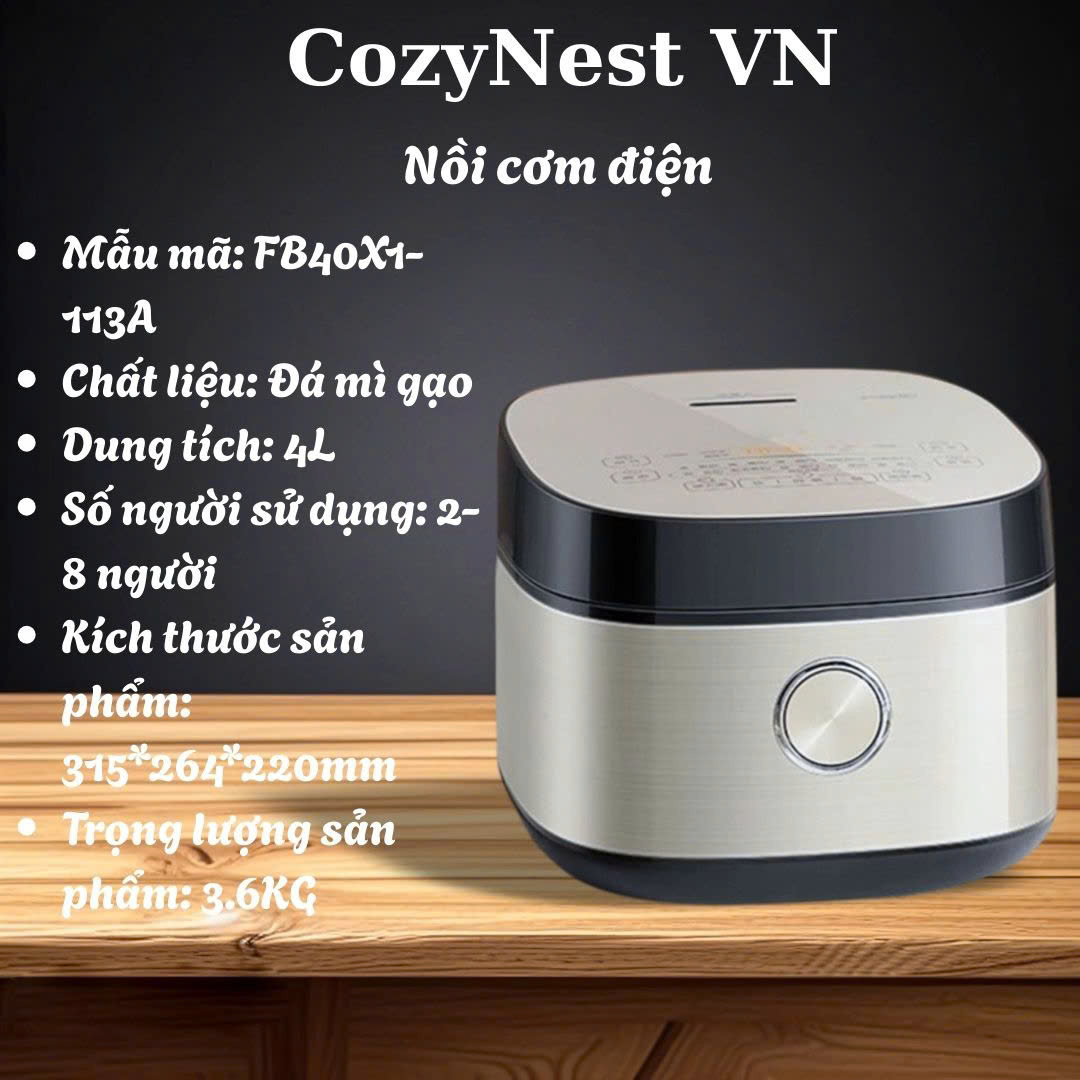 CozyNest VN
Nồi cơm điện
• Mẫu mã: FB40X1-
113A
• Chất liệu: Đá mì gạo
• Dung tích: 4L
• Số người sử dụng: 2-
8 người
• Kích thước sản
phẩm:
315*264*220mm
• Trọng lượng sản
phẩm: 3.6KG